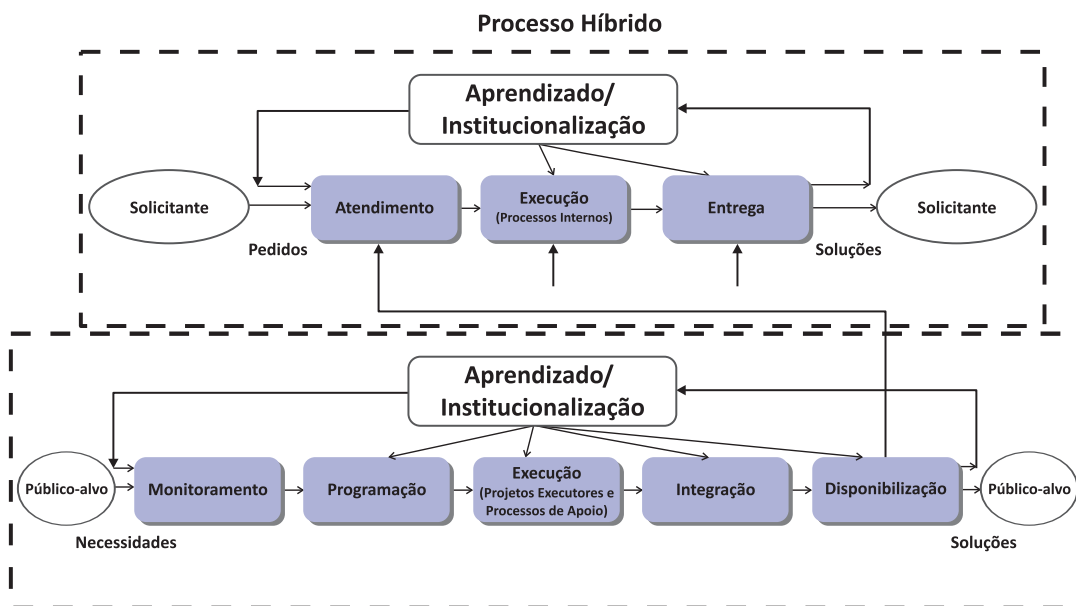 Processo Híbrido
Aprendizado/
Institucionalização
Solicitante
Atendimento
Execução
(Processos Internos)
Entrega
Solicitante
Pedidos
Soluções
Aprendizado/
Institucionalização
Público-alvo
Monitoramento
Programação
Execução
(Projetos Executores e
Processos de Apoio)
Integração
Disponibilização
Público-alvo
Necessidades
Soluções